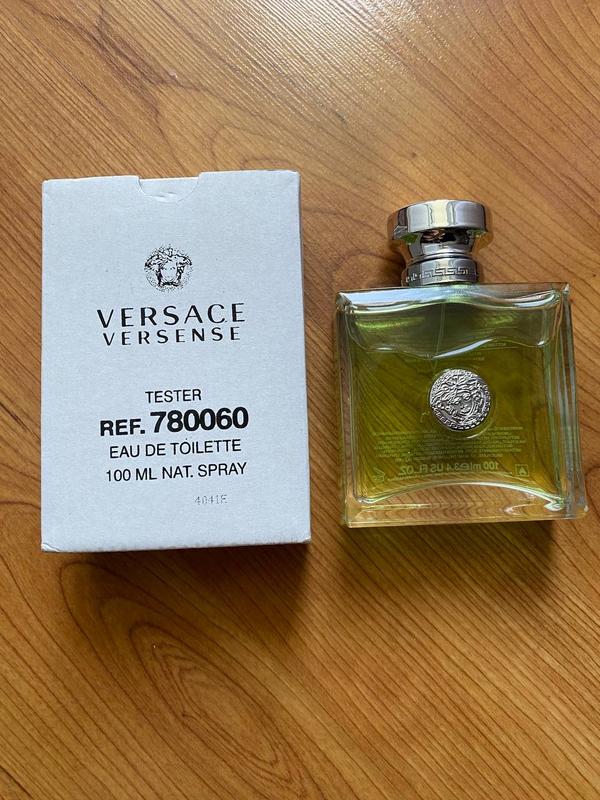 VERSACE
VERSENSE
TESTER
REF. 780060
EAU DE TOILETTE
100 ML NAT. SPRAY
4041E
100 ml ℮ 3.4 US FL.OZ.